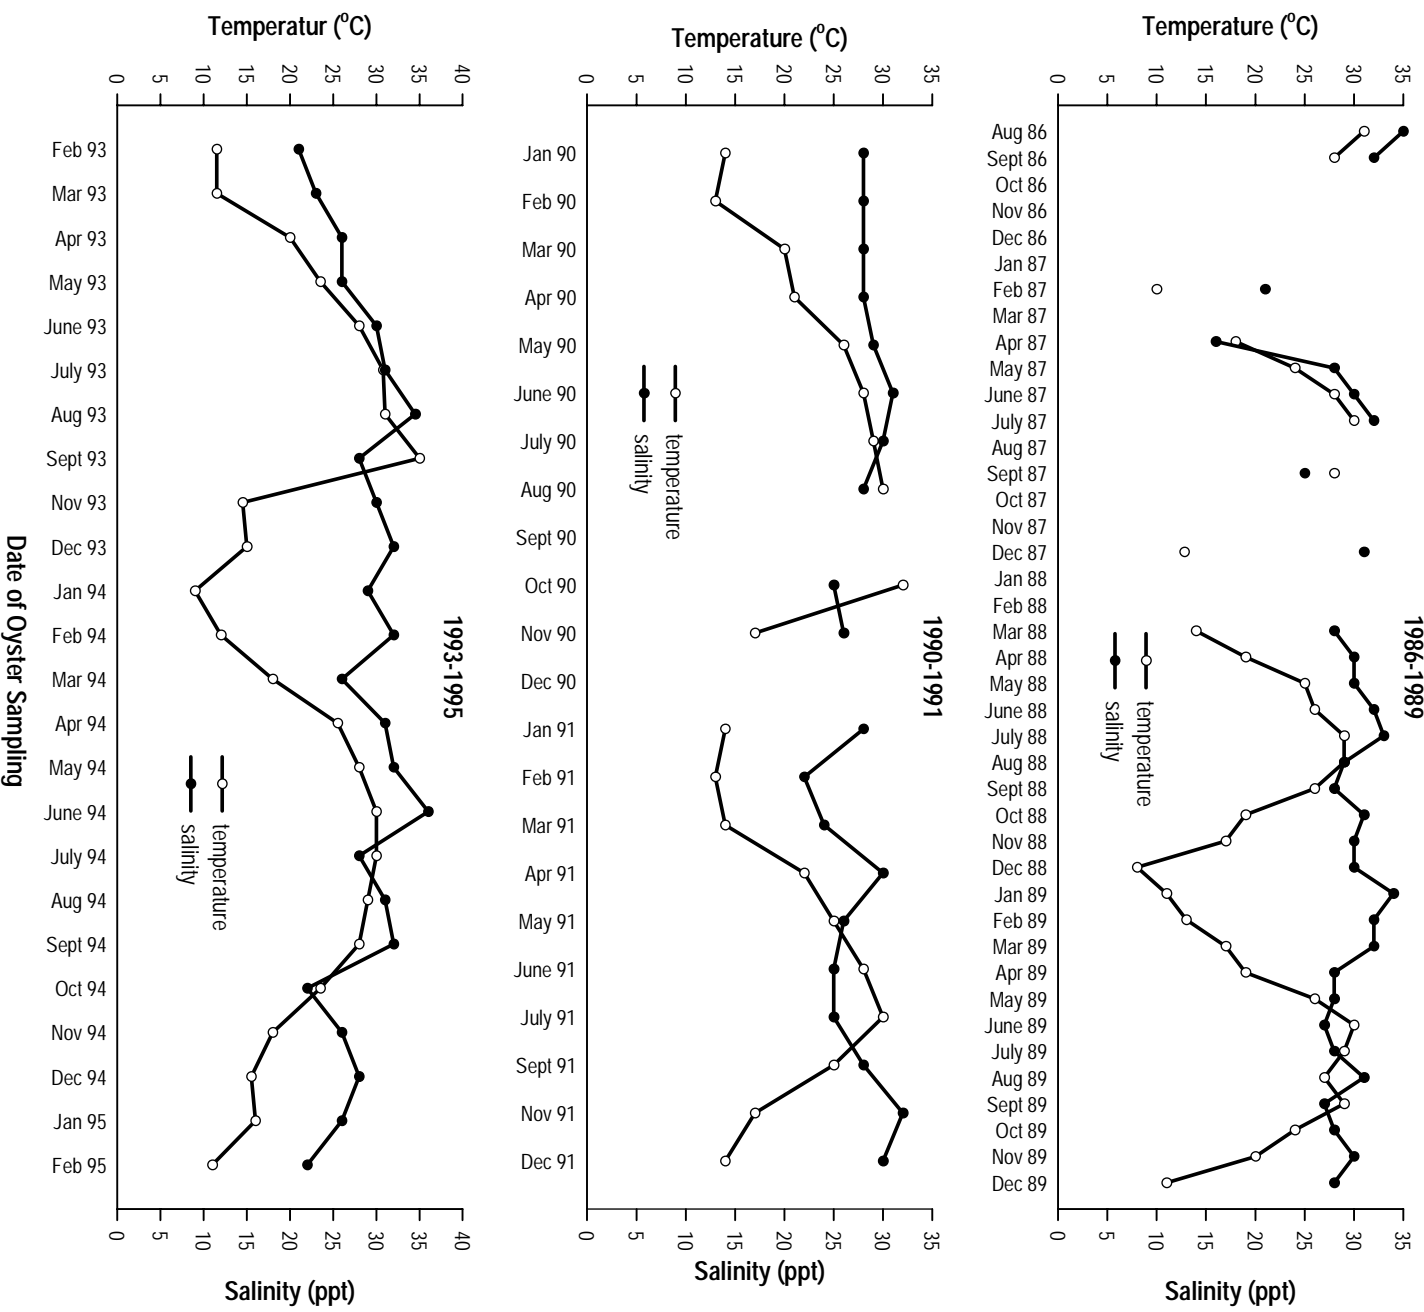 Temperatur (°C)
0 5 10 15 20 25 30 35 40
Feb 93
Mar 93
Apr 93
May 93
June 93
July 93
Aug 93
Sept 93
Nov 93
Dec 93
Jan 94
Feb 94
Mar 94
Apr 94
May 94
June 94
July 94
Aug 94
Sept 94
Oct 94
Nov 94
Dec 94
Jan 95
Feb 95
Date of Oyster Sampling
1993-1995
temperature
salinity
0 5 10 15 20 25 30 35 40
Salinity (ppt)
Temperature (°C)
0 5 10 15 20 25 30 35
Jan 90
Feb 90
Mar 90
Apr 90
May 90
June 90
July 90
Aug 90
Sept 90
Oct 90
Nov 90
Dec 90
Jan 91
Feb 91
Mar 91
Apr 91
May 91
June 91
July 91
Sept 91
Nov 91
Dec 91
1990-1991
temperature
salinity
0 5 10 15 20 25 30 35
Salinity (ppt)
Temperature (°C)
0 5 10 15 20 25 30 35
Aug 86
Sept 86
Oct 86
Nov 86
Dec 86
Jan 87
Feb 87
Mar 87
Apr 87
May 87
June 87
July 87
Aug 87
Sept 87
Oct 87
Nov 87
Dec 87
Jan 88
Feb 88
Mar 88
Apr 88
May 88
June 88
July 88
Aug 88
Sept 88
Oct 88
Nov 88
Dec 88
Jan 89
Feb 89
Mar 89
Apr 89
May 89
June 89
July 89
Aug 89
Sept 89
Oct 89
Nov 89
Dec 89
1986-1989
temperature
salinity
0 5 10 15 20 25 30 35
Salinity (ppt)